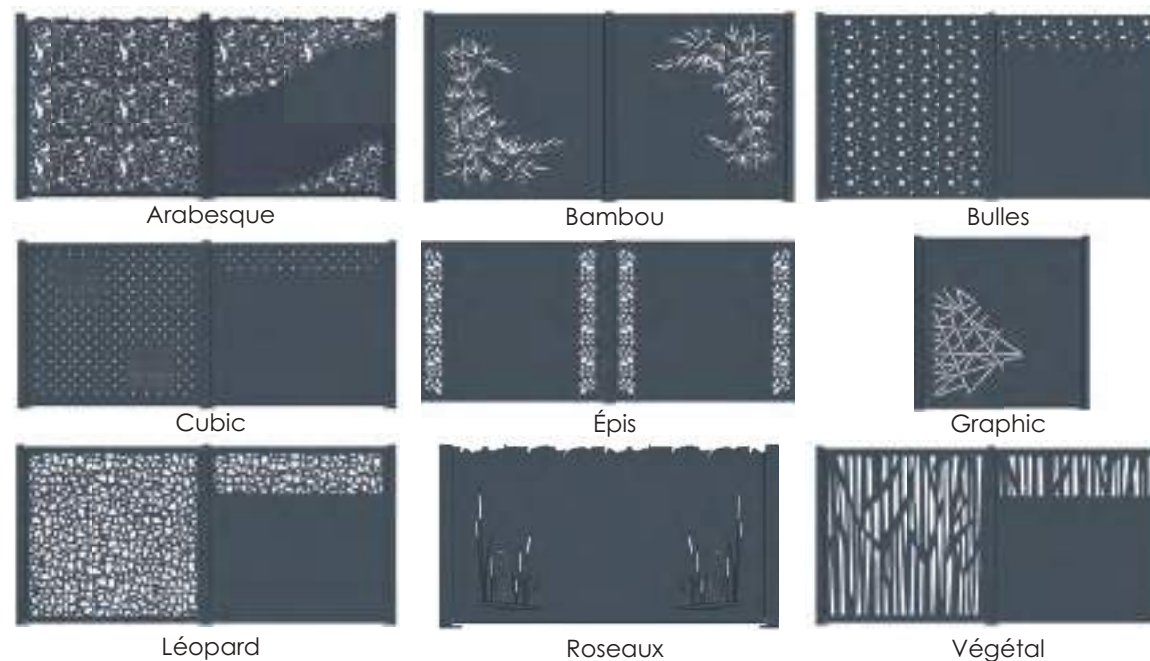 Arabesque
Bambou
Bulles
Cubic
Épis
Graphic
Léopard
Roseaux
Végétal